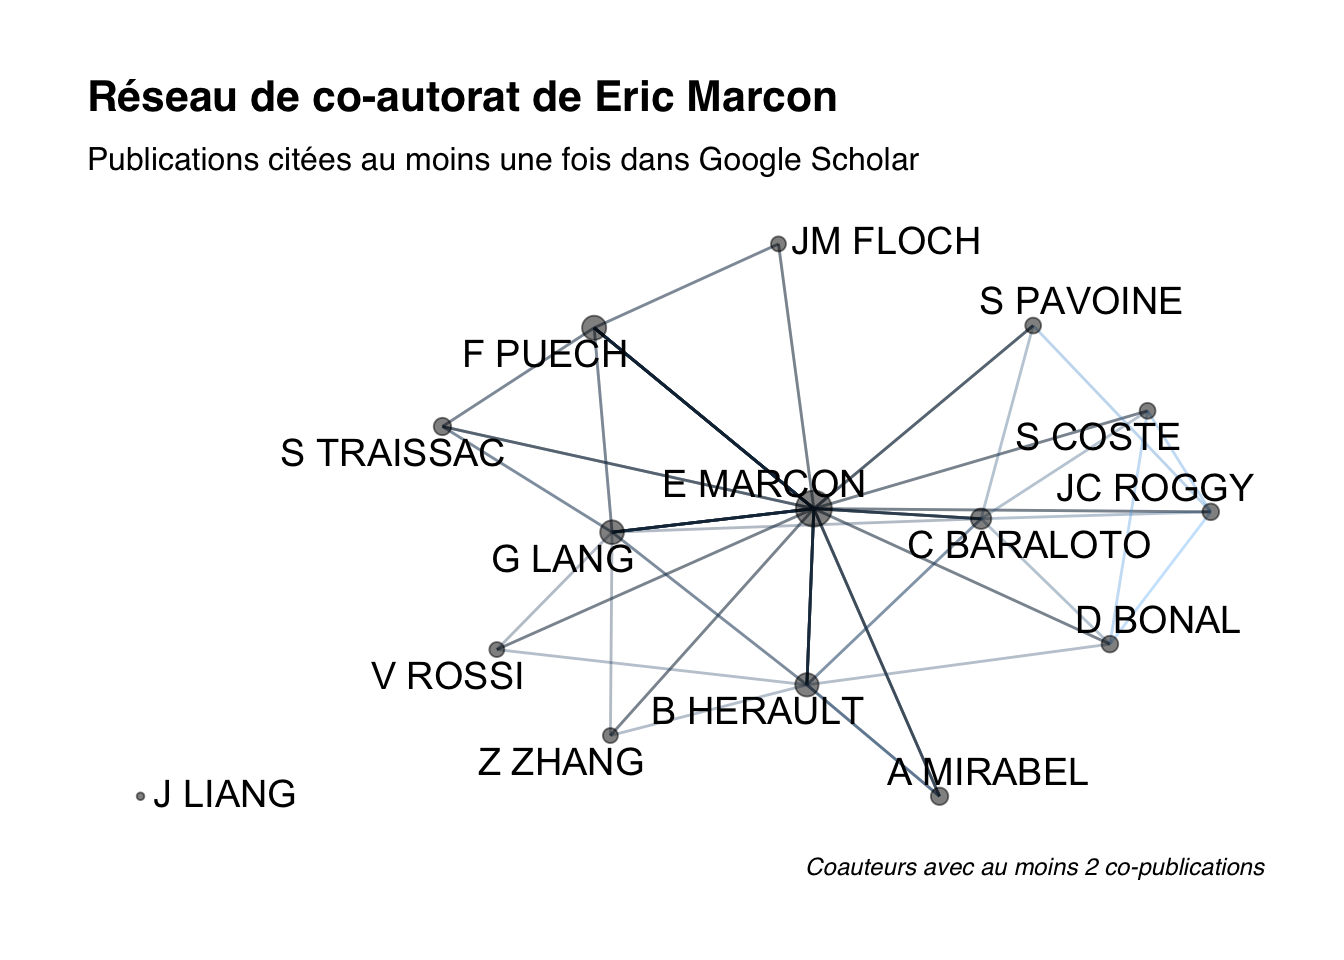 Réseau de co-autorat de Eric Marcon
Publications citées au moins une fois dans Google Scholar
JM FLOCH
S PAVOINE
F PUECH
S COSTE
S TRAISSAC
E MARCON
JC ROGGY
C BARALOTO
G LANG
D BONAL
V ROSSI
B HERAULT
Z ZHANG
A MIRABEL
J LIANG
Coauteurs avec au moins 2 co-publications